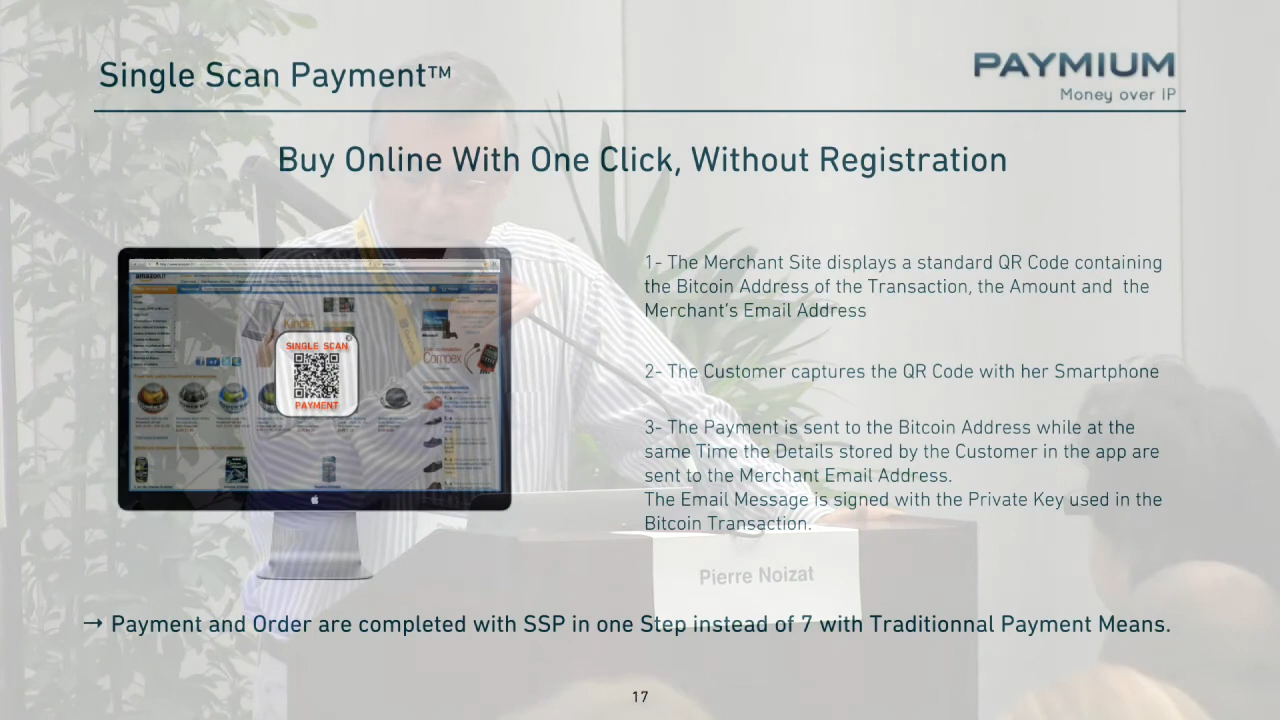 Single Scan Payment™
PAYMIUM
Money over IP
Buy Online With One Click, Without Registration
amazon.fr
Kindle
SINGLE SCAN
PAYMENT
1- The Merchant Site displays a standard QR Code containing
the Bitcoin Address of the Transaction, the Amount and the
Merchant's Email Address
2- The Customer captures the QR Code with her Smartphone
3- The Payment is sent to the Bitcoin Address while at the
same Time the Details stored by the Customer in the app are
sent to the Merchant Email Address.
The Email Message is signed with the Private Key used in the
Bitcoin Transaction.
Pierre Noizat
→ Payment and Order are completed with SSP in one Step instead of 7 with Traditionnal Payment Means.
17